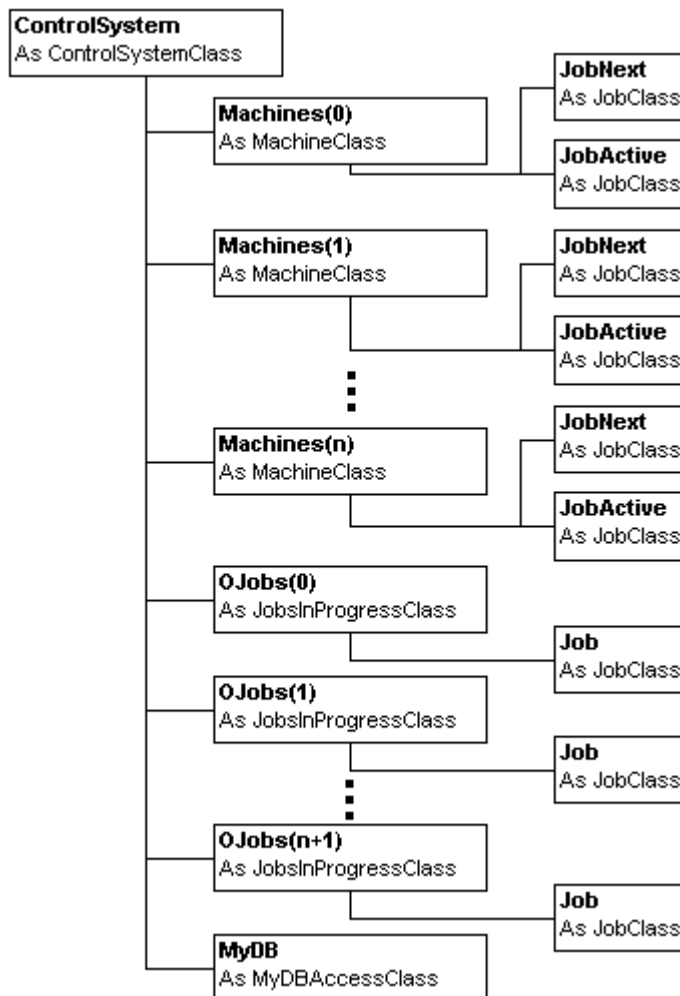 ControlSystem
As ControlSystemClass
JobNext
As JobClass
Machines(0)
As MachineClass
JobActive
As JobClass
Machines(1)
As MachineClass
JobNext
As JobClass
JobActive
As JobClass
Machines(n)
As MachineClass
JobNext
As JobClass
JobActive
As JobClass
OJobs(0)
As JobsInProgressClass
Job
As JobClass
OJobs(1)
As JobsInProgressClass
Job
As JobClass
OJobs(n+1)
As JobsInProgressClass
Job
As JobClass
MyDB
As MyDBAccessClass